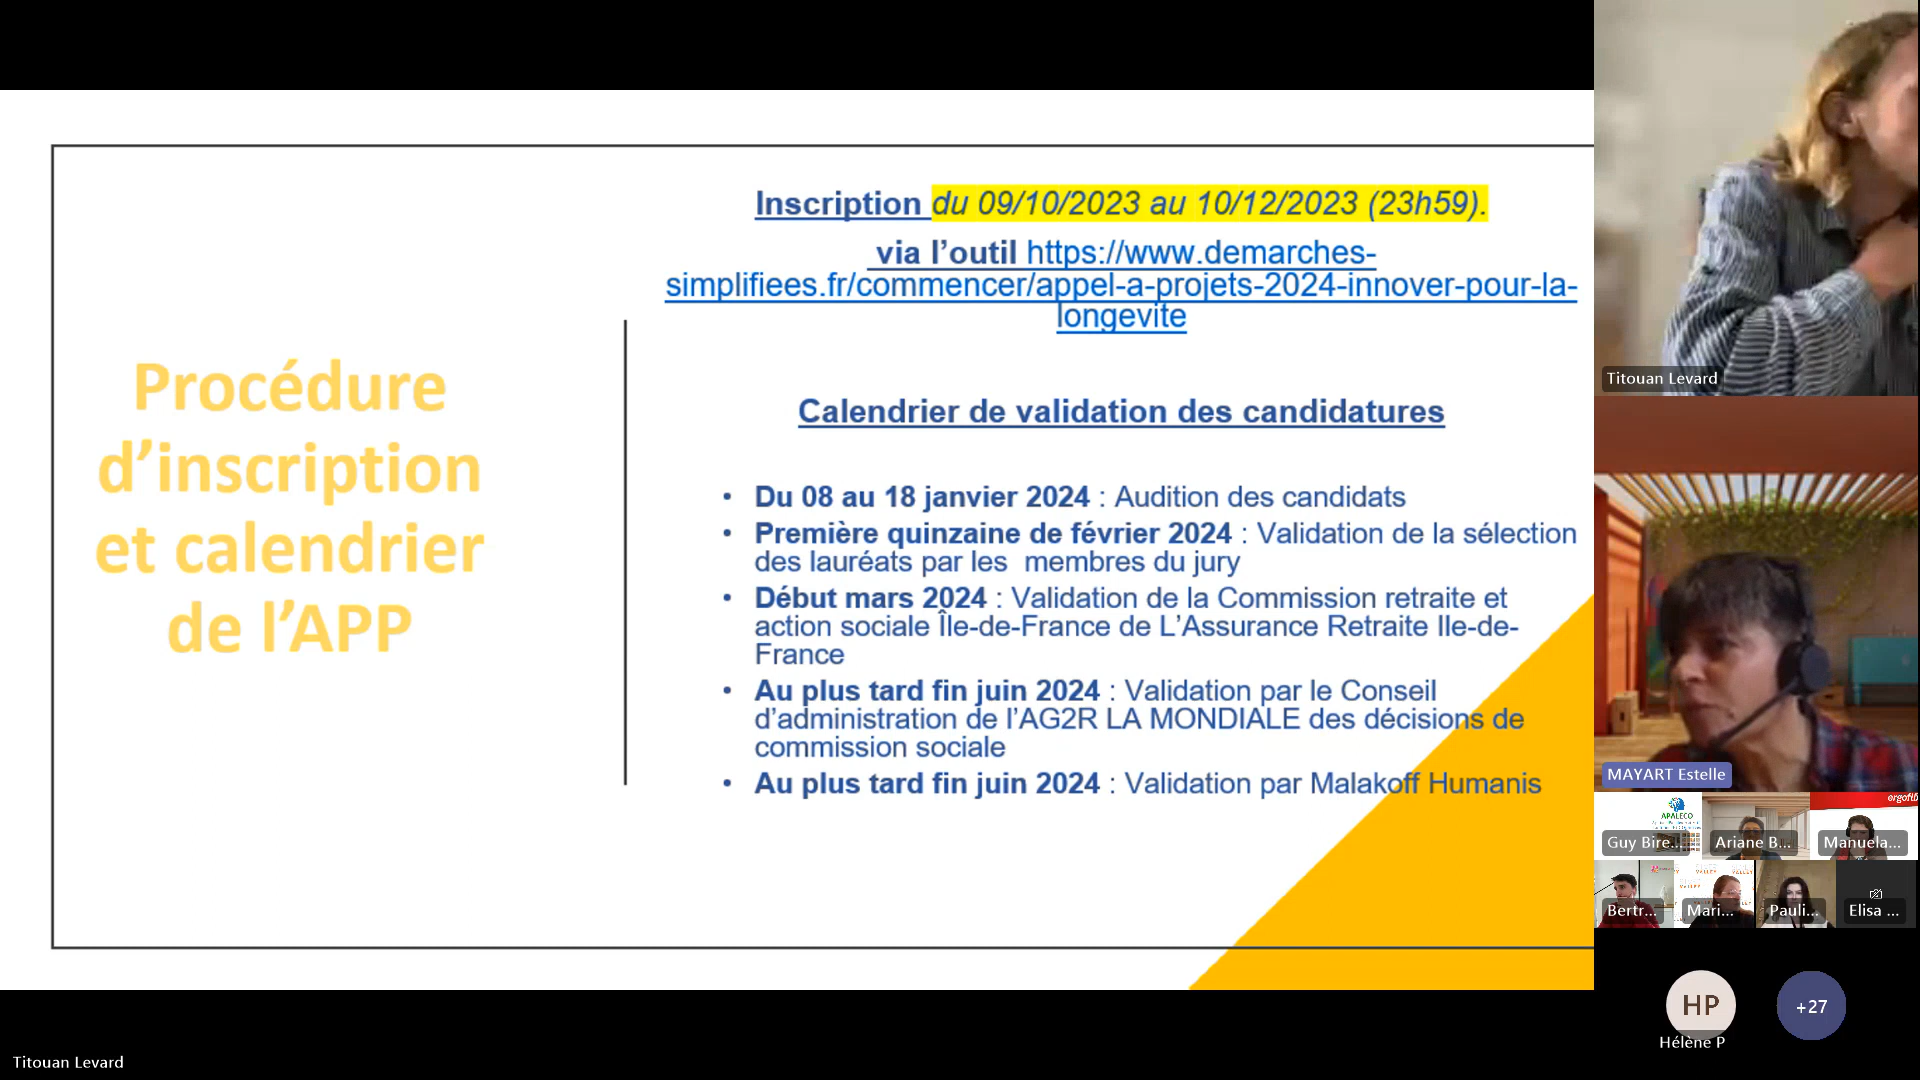 Procédure
d’inscription
et calendrier
de l’APP
Inscription du 09/10/2023 au 10/12/2023 (23h59).
via l’outil https://www.demarches-
simplifiees.fr/commencer/appel-a-projets-2024-innover-pour-la-
longevite
Calendrier de validation des candidatures
• Du 08 au 18 janvier 2024 : Audition des candidats
• Première quinzaine de février 2024 : Validation de la sélection
des lauréats par les membres du jury
• Début mars 2024 : Validation de la Commission retraite et
action sociale Île-de-France de L’Assurance Retraite Ile-de-
France
• Au plus tard fin juin 2024 : Validation par le Conseil
d’administration de l’AG2R LA MONDIALE des décisions de
commission sociale
• Au plus tard fin juin 2024 : Validation par Malakoff Humanis
Titouan Levard
MAYART Estelle
APALECO
Guy Bire...
Ariane B...
Manuela...
Bertr...
VALLEY
Mari...
Pauli...
Elisa ...
HP
Hélène P
+27
Titouan Levard